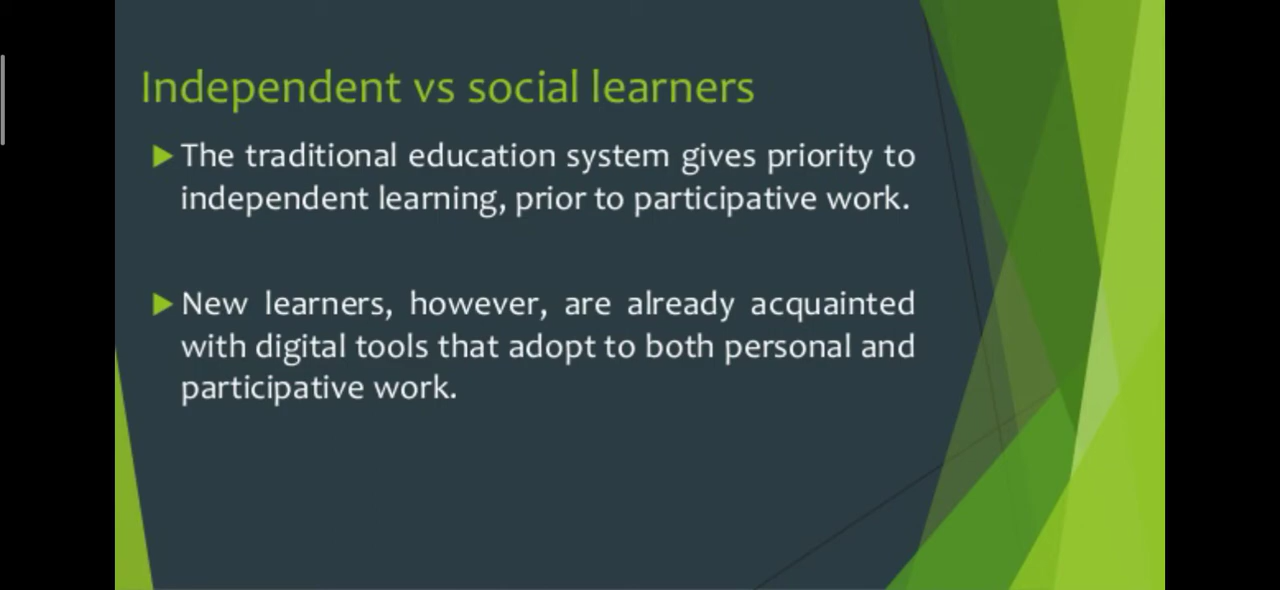 Independent vs social learners
The traditional education system gives priority to
independent learning, prior to participative work.
New learners, however, are already acquainted
with digital tools that adopt to both personal and
participative work.